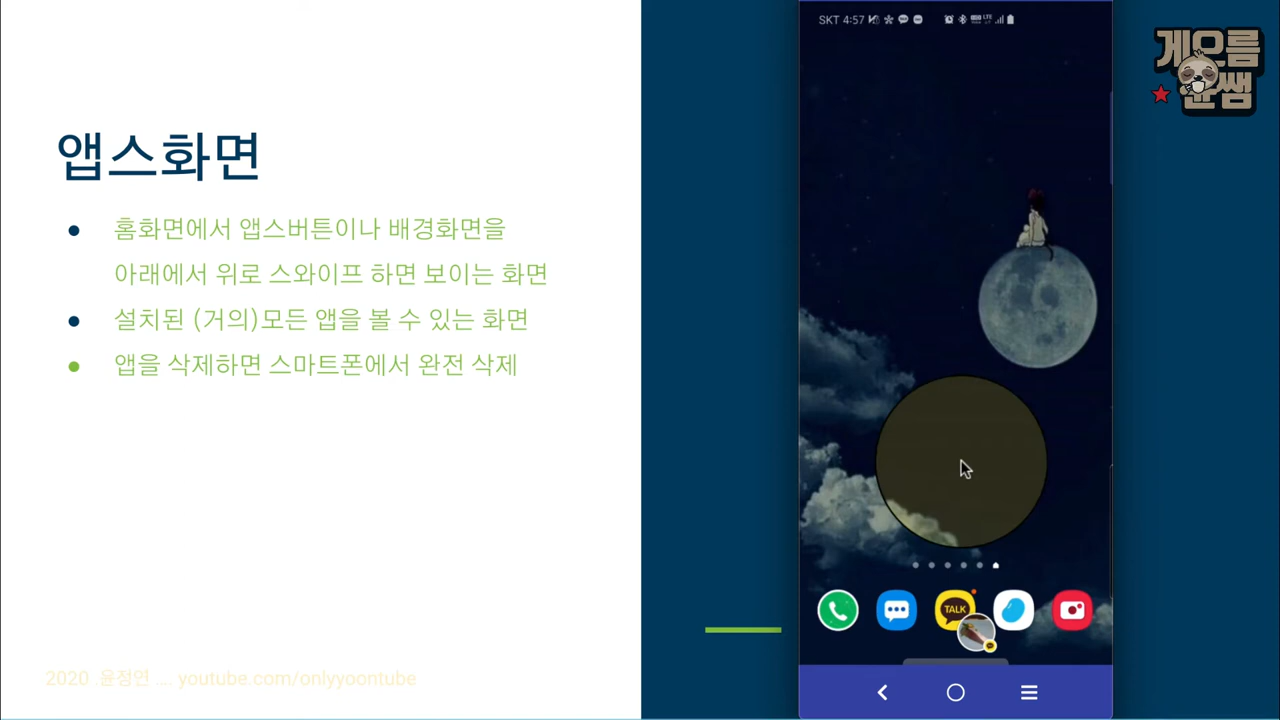 앱스화면
홈화면에서 앱스버튼이나 배경화면을
아래에서 위로 스와이프 하면 보이는 화면
설치된 (거의)모든 앱을 볼 수 있는 화면
앱을 삭제하면 스마트폰에서 완전 삭제
2020 .윤정연 .... youtube.com/onlyyoontube
SKT 4:57
TALK
게으름
윤쌤